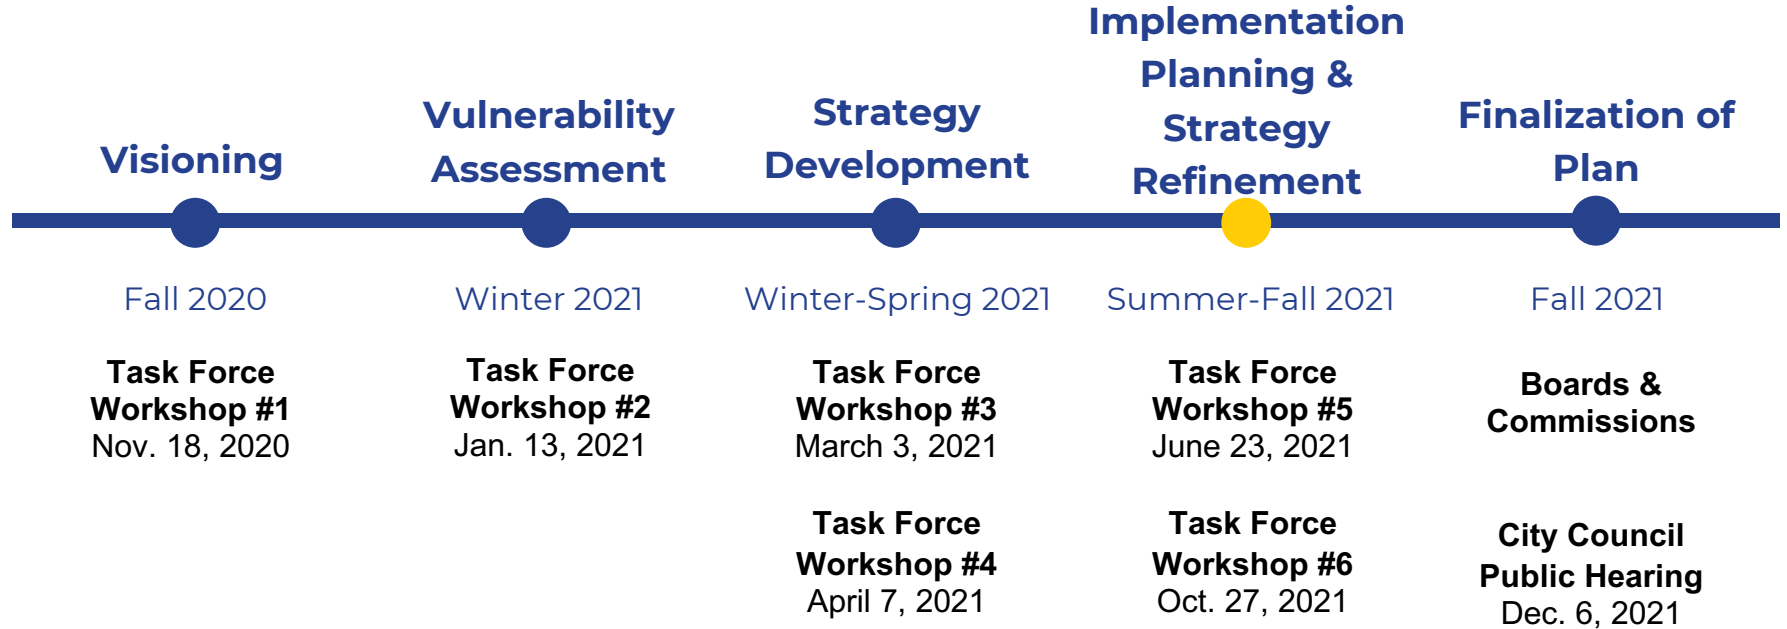 Visioning
Vulnerability
Assessment
Strategy
Development
Implementation
Planning &
Strategy
Refinement
Finalization of
Plan
Fall 2020
Winter 2021
Winter-Spring 2021
Summer-Fall 2021
Fall 2021
Task Force
Workshop #1
Nov. 18, 2020
Task Force
Workshop #2
Jan. 13, 2021
Task Force
Workshop #3
March 3, 2021
Task Force
Workshop #4
April 7, 2021
Task Force
Workshop #5
June 23, 2021
Task Force
Workshop #6
Oct. 27, 2021
Boards &
Commissions
City Council
Public Hearing
Dec. 6, 2021